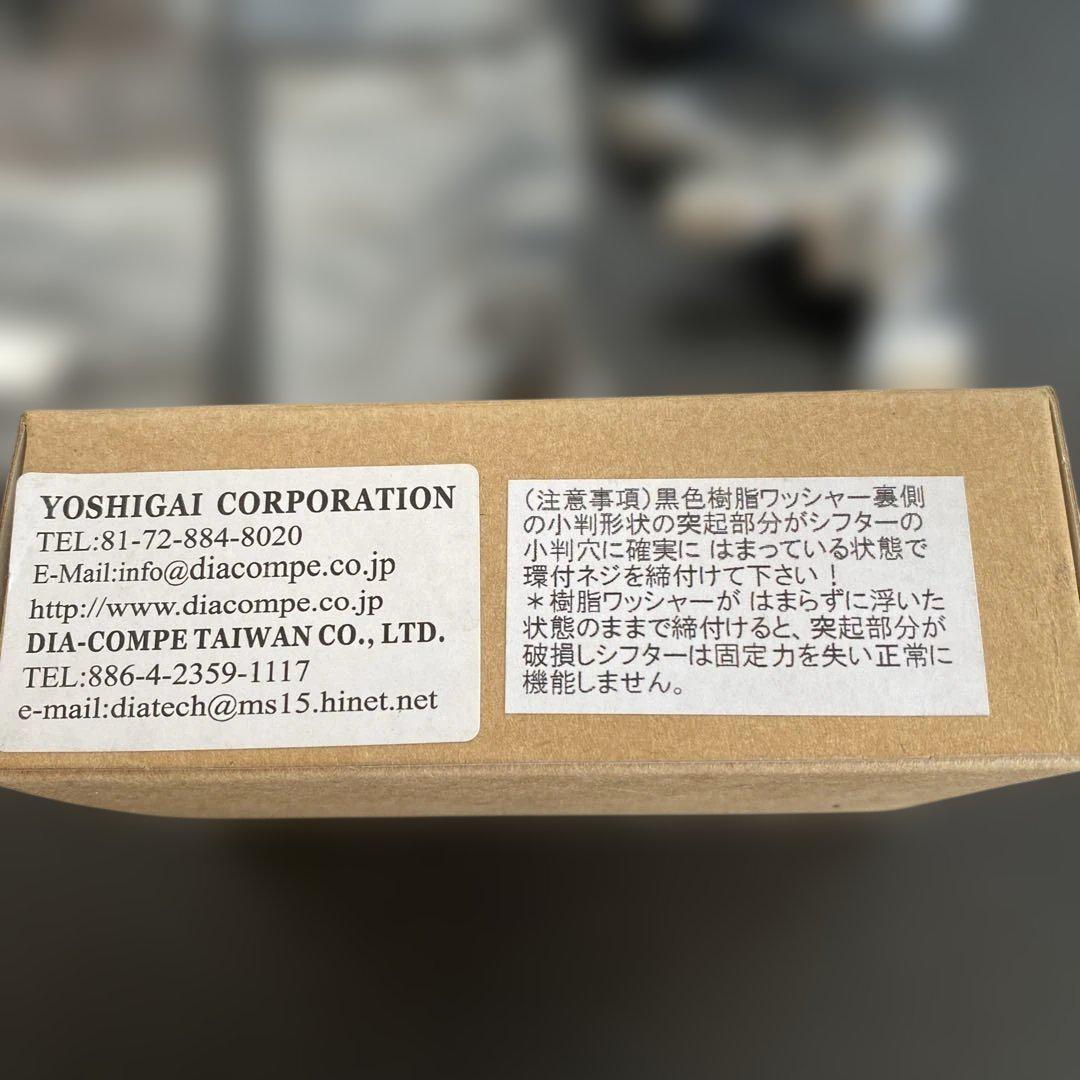 YOSHIGAI CORPORATION
TEL:81-72-884-8020
E-Mail:info@diacompe.co.jp
http://www.diacompe.co.jp
DIA-COMPE TAIWAN CO., LTD.
TEL:886-4-2359-1117
e-mail:diatech@ms15.hinet.net
(注意事項)黒色樹脂ワッシャー裏側
の小判形状の突起部分がシフターの
小判穴に確実に はまっている状態で
環付ネジを締付けて下さい！
＊樹脂ワッシャーが はまらずに浮いた
状態のままで締付けると、突起部分が
破損しシフターは固定力を失い正常に
機能しません。